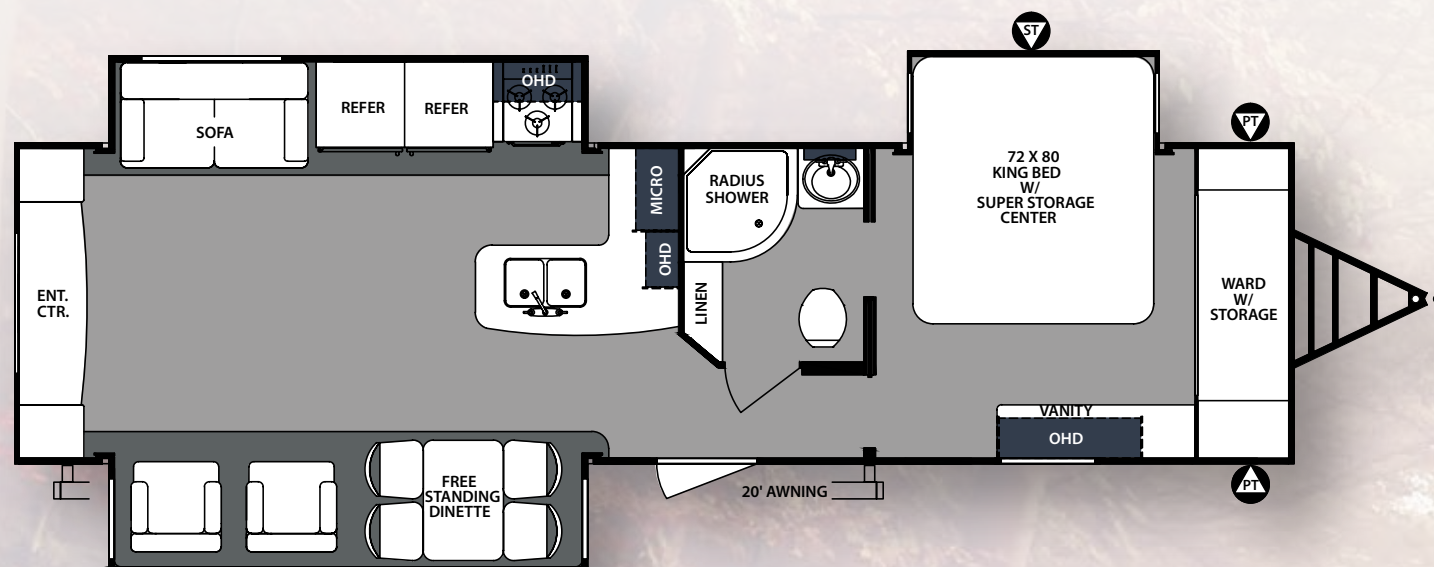 ST
OHD
REFER
REFER
SOFA
PT
72 X 80
KING BED
W/
SUPER STORAGE
CENTER
RADIUS
SHOWER
MICRO
OHD
LINEN
ENT.
CTR.
WARD
W/
STORAGE
VANITY
OHD
FREE
STANDING
DINETTE
20' AWNING
PT